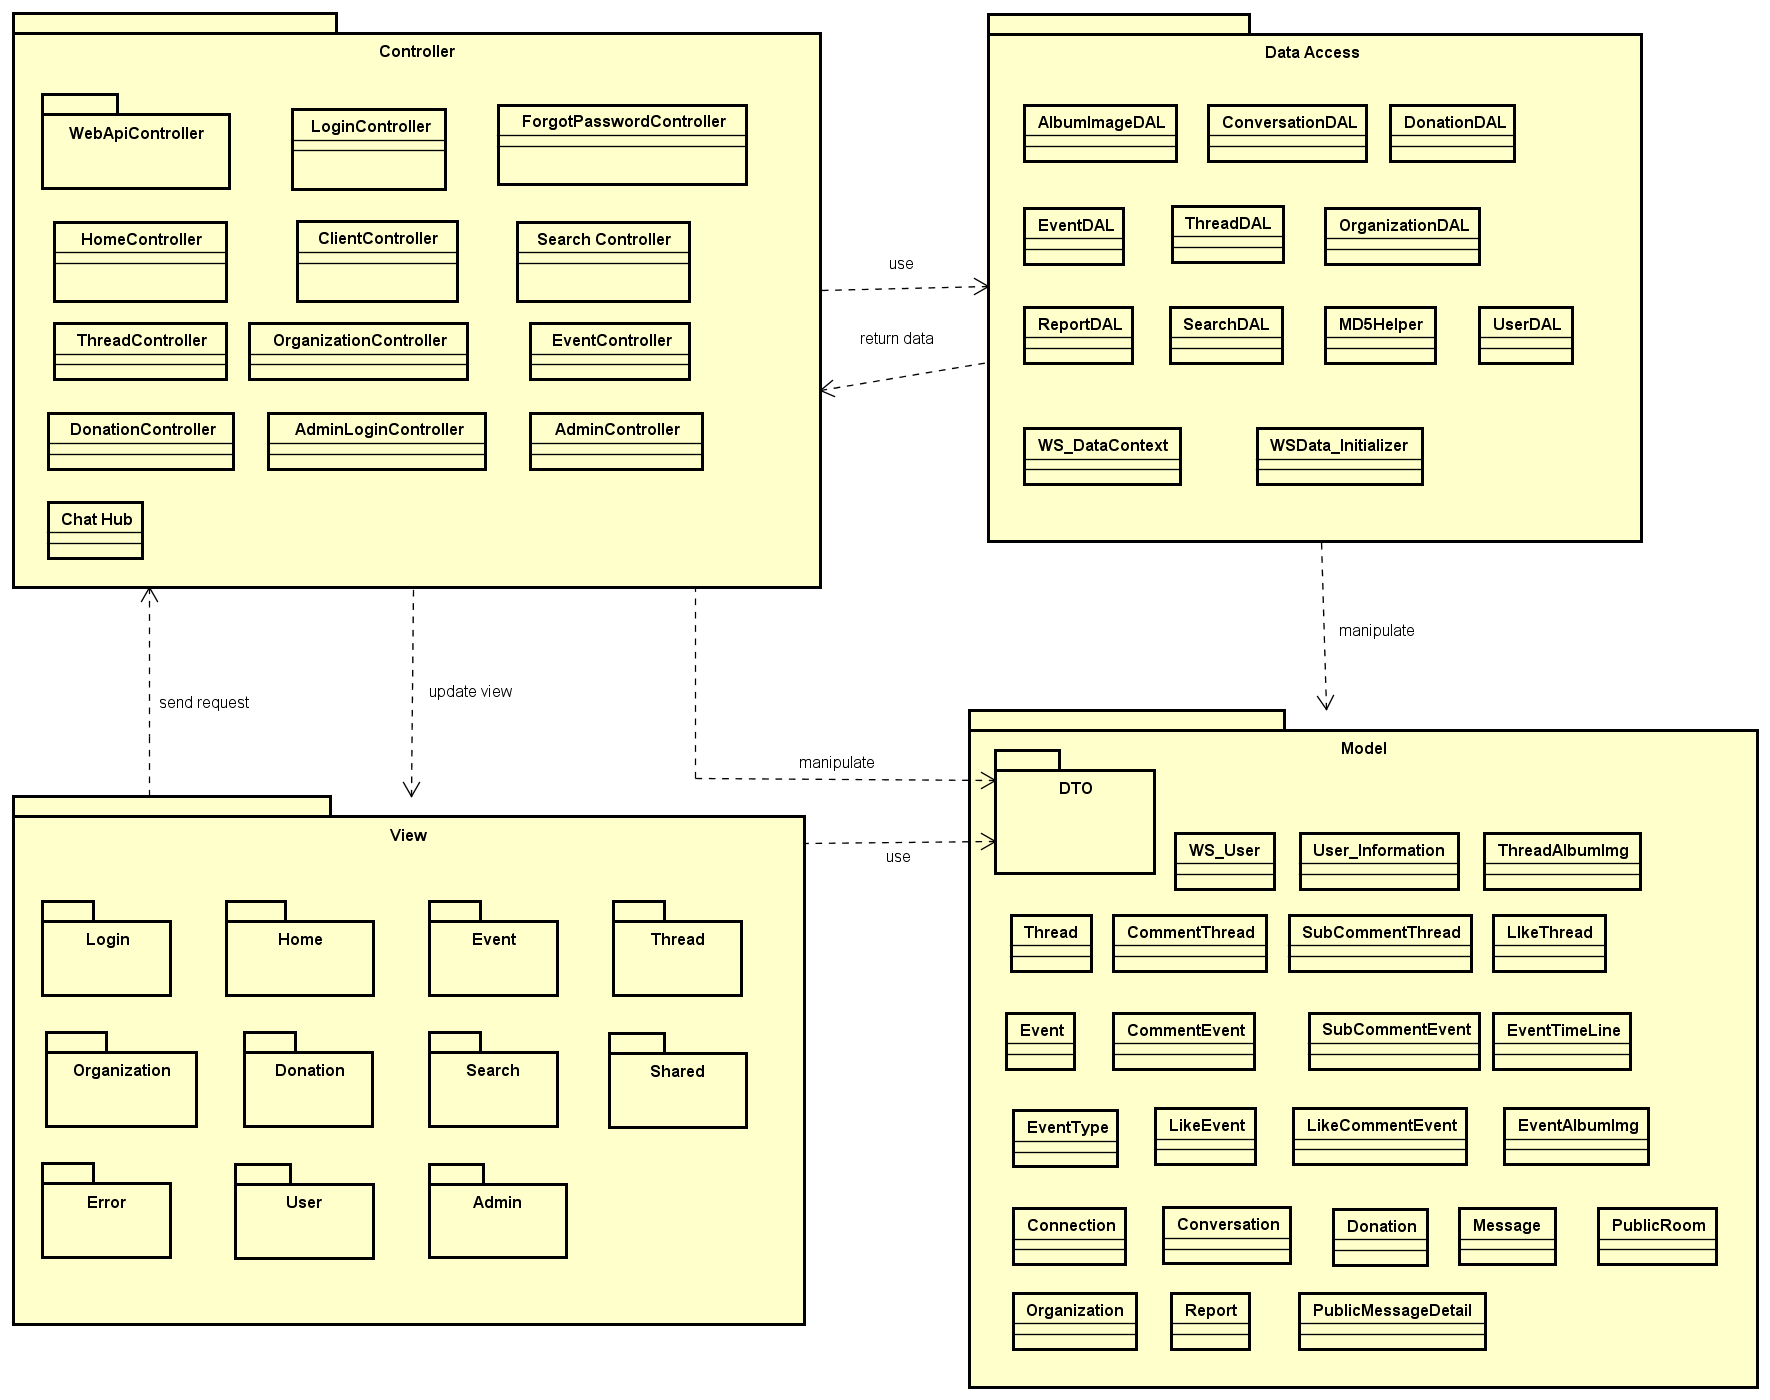 Controller
WebApiController
LoginController
ForgotPasswordController
HomeController
ClientController
Search Controller
ThreadController
OrganizationController
EventController
DonationController
AdminLoginController
AdminController
Chat Hub
Data Access
AlbumImageDAL
ConversationDAL
DonationDAL
EventDAL
ThreadDAL
OrganizationDAL
ReportDAL
SearchDAL
MD5Helper
UserDAL
WS_DataContext
WSData_Initializer
use
return data
send request
update view
manipulate
manipulate
use
View
Login
Home
Event
Thread
Organization
Donation
Search
Shared
Error
User
Admin
Model
DTO
WS_User
User_Information
ThreadAlbumImg
Thread
CommentThread
SubCommentThread
LIkeThread
Event
CommentEvent
SubCommentEvent
EventTimeLine
EventType
LikeEvent
LikeCommentEvent
EventAlbumImg
Connection
Conversation
Donation
Message
PublicRoom
Organization
Report
PublicMessageDetail